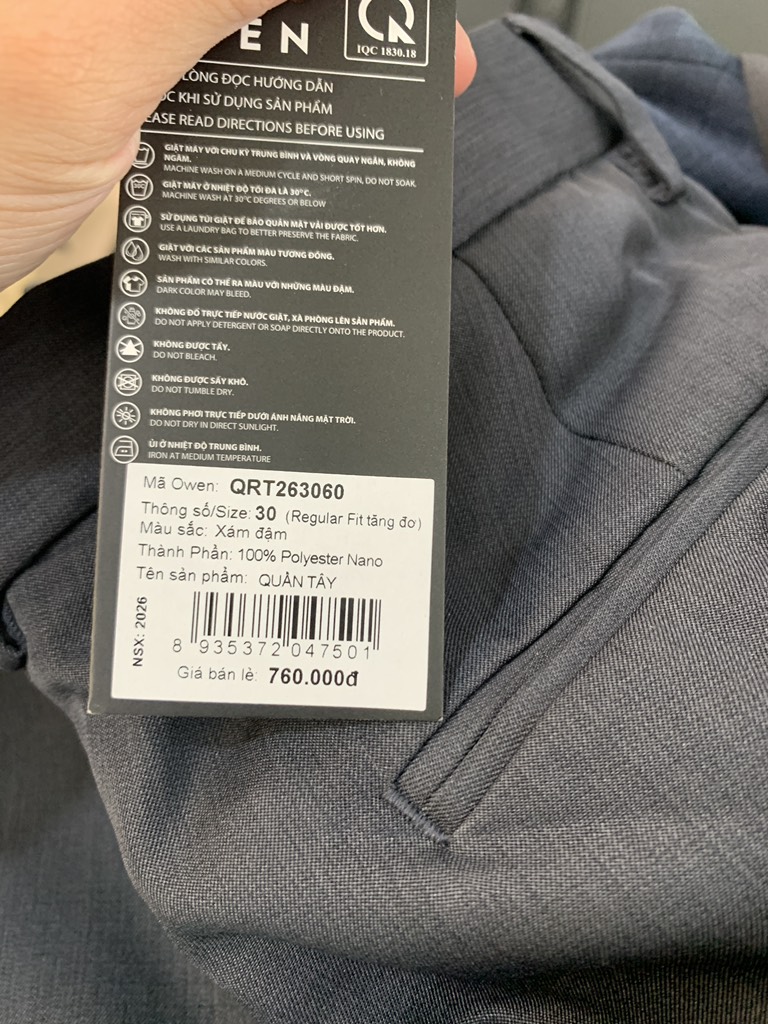 EN
IQC 1830.18
LÒNG ĐỌC HƯỚNG DẪN
KHI SỬ DỤNG SẢN PHẨM
READ DIRECTIONS BEFORE USING
GIẶT MÁY VỚI CHU KỲ TRUNG BÌNH VÀ VÒNG QUAY NGẮN, KHÔNG
NGÂM.
MACHINE WASH ON A MEDIUM CYCLE AND SHORT SPIN, DO NOT SOAK.
GIẶT MÁY Ở NHIỆT ĐỘ TỐI ĐA LÀ 30°C.
MACHINE WASH AT 30°C DEGREES OR BELOW
SỬ DỤNG TÚI GIẶT ĐỂ BẢO QUẢN MẶT VẢI ĐƯỢC TỐT HƠN.
USE A LAUNDRY BAG TO BETTER PRESERVE THE FABRIC.
GIẶT VỚI CÁC SẢN PHẨM MÀU TƯƠNG ĐỒNG.
WASH WITH SIMILAR COLORS.
SẢN PHẨM CÓ THỂ RA MÀU VỚI NHỮNG MÀU ĐẬM.
DARK COLOR MAY BLEED.
KHÔNG ĐỔ TRỰC TIẾP NƯỚC GIẶT, XÀ PHÒNG LÊN SẢN PHẨM.
DO NOT APPLY DETERGENT OR SOAP DIRECTLY ONTO THE PRODUCT.
KHÔNG ĐƯỢC TẨY.
DO NOT BLEACH.
KHÔNG ĐƯỢC SẤY KHÔ.
DO NOT TUMBLE DRY.
KHÔNG PHƠI TRỰC TIẾP DƯỚI ÁNH NẮNG MẶT TRỜI.
DO NOT DRY IN DIRECT SUNLIGHT.
ỦI Ở NHIỆT ĐỘ TRUNG BÌNH.
IRON AT MEDIUM TEMPERATURE
Mã Owen: QRT263060
Thông số/Size: 30 (Regular Fit tăng đơ)
Màu sắc: Xám đậm
Thành Phần: 100% Polyester Nano
Tên sản phẩm: QUẦN TÂY
NSX: 2026
8 935372 047501
Giá bán lẻ: 760.000đ